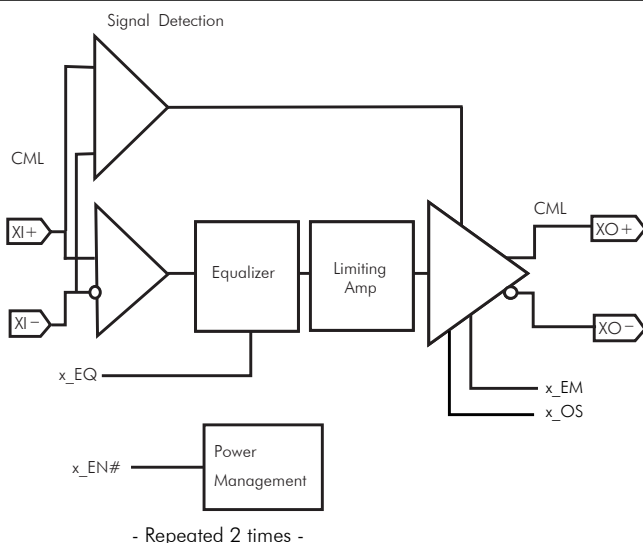 Signal Detection
CML
XI+
XI−
Equalizer
Limiting
Amp
CML
XO+
XO−
x_EQ
x_EM
x_OS
x_EN#
Power
Management
- Repeated 2 times -